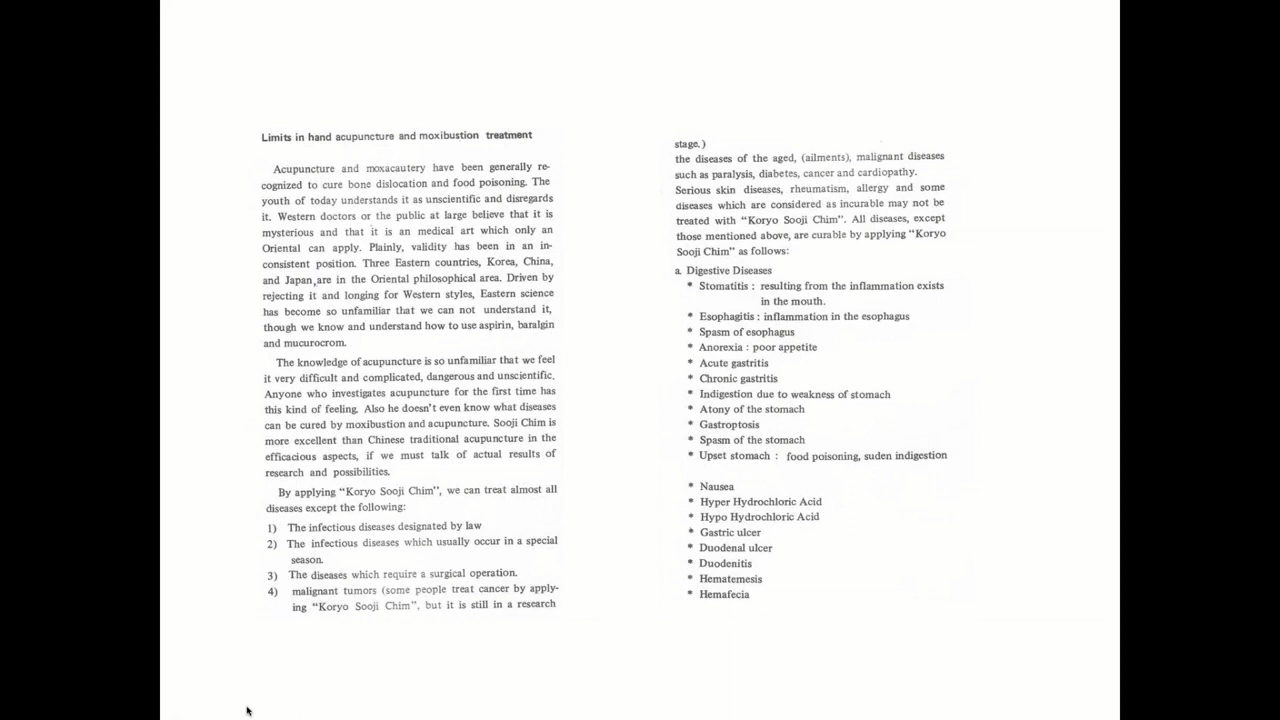 Limits in hand acupuncture and moxibustion treatment
Acupuncture and moxacautery have been generally re-
cognized to cure bone dislocation and food poisoning. The
youth of today understands it as unscientific and disregards
it. Western doctors or the public at large believe that it is
mysterious and that it is an medical art which only an
Oriental can apply. Plainly, validity has been in an in-
consistent position. Three Eastern countries, Korea, China,
and Japan,are in the Oriental philosophical area. Driven by
rejecting it and longing for Western styles, Eastern science
has become so unfamiliar that we can not understand it,
though we know and understand how to use aspirin, baralgin
and mucurocrom.
The knowledge of acupuncture is so unfamiliar that we feel
it very difficult and complicated, dangerous and unscientific.
Anyone who investigates acupuncture for the first time has
this kind of feeling. Also he doesn't even know what diseases
can be cured by moxibustion and acupuncture. Sooji Chim is
more excellent than Chinese traditional acupuncture in the
efficacious aspects, if we must talk of actual results of
research and possibilities.
By applying "Koryo Sooji Chim", we can treat almost all
diseases except the following:
1) The infectious diseases designated by law
2) The infectious diseases which usually occur in a special
season.
3) The diseases which require a surgical operation.
4) malignant tumors (some people treat cancer by apply-
ing "Koryo Sooji Chim", but it is still in a research
stage.)
the diseases of the aged, (ailments), malignant diseases
such as paralysis, diabetes, cancer and cardiopathy.
Serious skin diseases, rheumatism, allergy and some
diseases which are considered as incurable may not be
treated with "Koryo Sooji Chim". All diseases, except
those mentioned above, are curable by applying "Koryo
Sooji Chim" as follows:
a. Digestive Diseases
* Stomatitis : resulting from the inflammation exists
in the mouth.
* Esophagitis : inflammation in the esophagus
* Spasm of esophagus
* Anorexia : poor appetite
* Acute gastritis
* Chronic gastritis
* Indigestion due to weakness of stomach
* Atony of the stomach
* Gastroptosis
* Spasm of the stomach
* Upset stomach : food poisoning, suden indigestion
* Nausea
* Hyper Hydrochloric Acid
* Hypo Hydrochloric Acid
* Gastric ulcer
* Duodenal ulcer
* Duodenitis
* Hematemesis
* Hemafecia